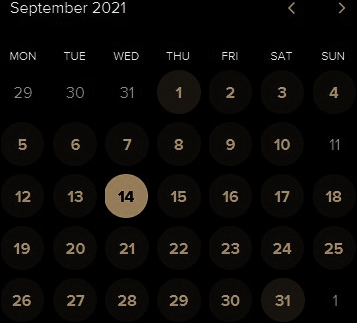 September 2021
MON TUE WED THU FRI SAT SUN
29 30 31 1 2 3 4
5 6 7 8 9 10 11
12 13 14 15 16 17 18
19 20 21 22 23 24 25
26 27 28 29 30 31 1